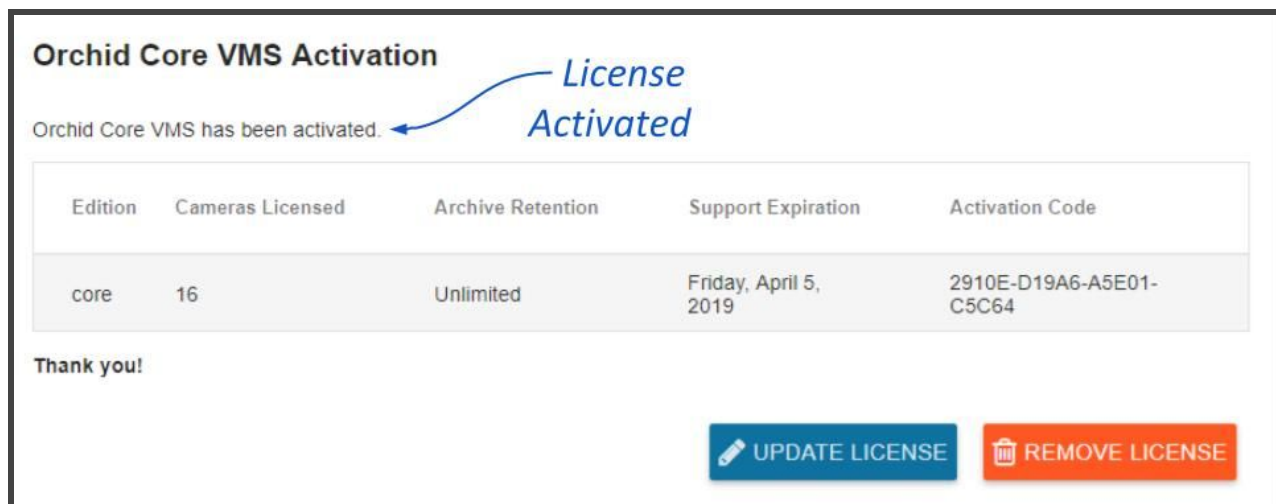 Orchid Core VMS Activation
License
Activated
Orchid Core VMS has been activated.
Edition Cameras Licensed Archive Retention Support Expiration Activation Code
core 16 Unlimited Friday, April 5, 2019 2910E-D19A6-A5E01-C5C64
Thank you!
UPDATE LICENSE REMOVE LICENSE